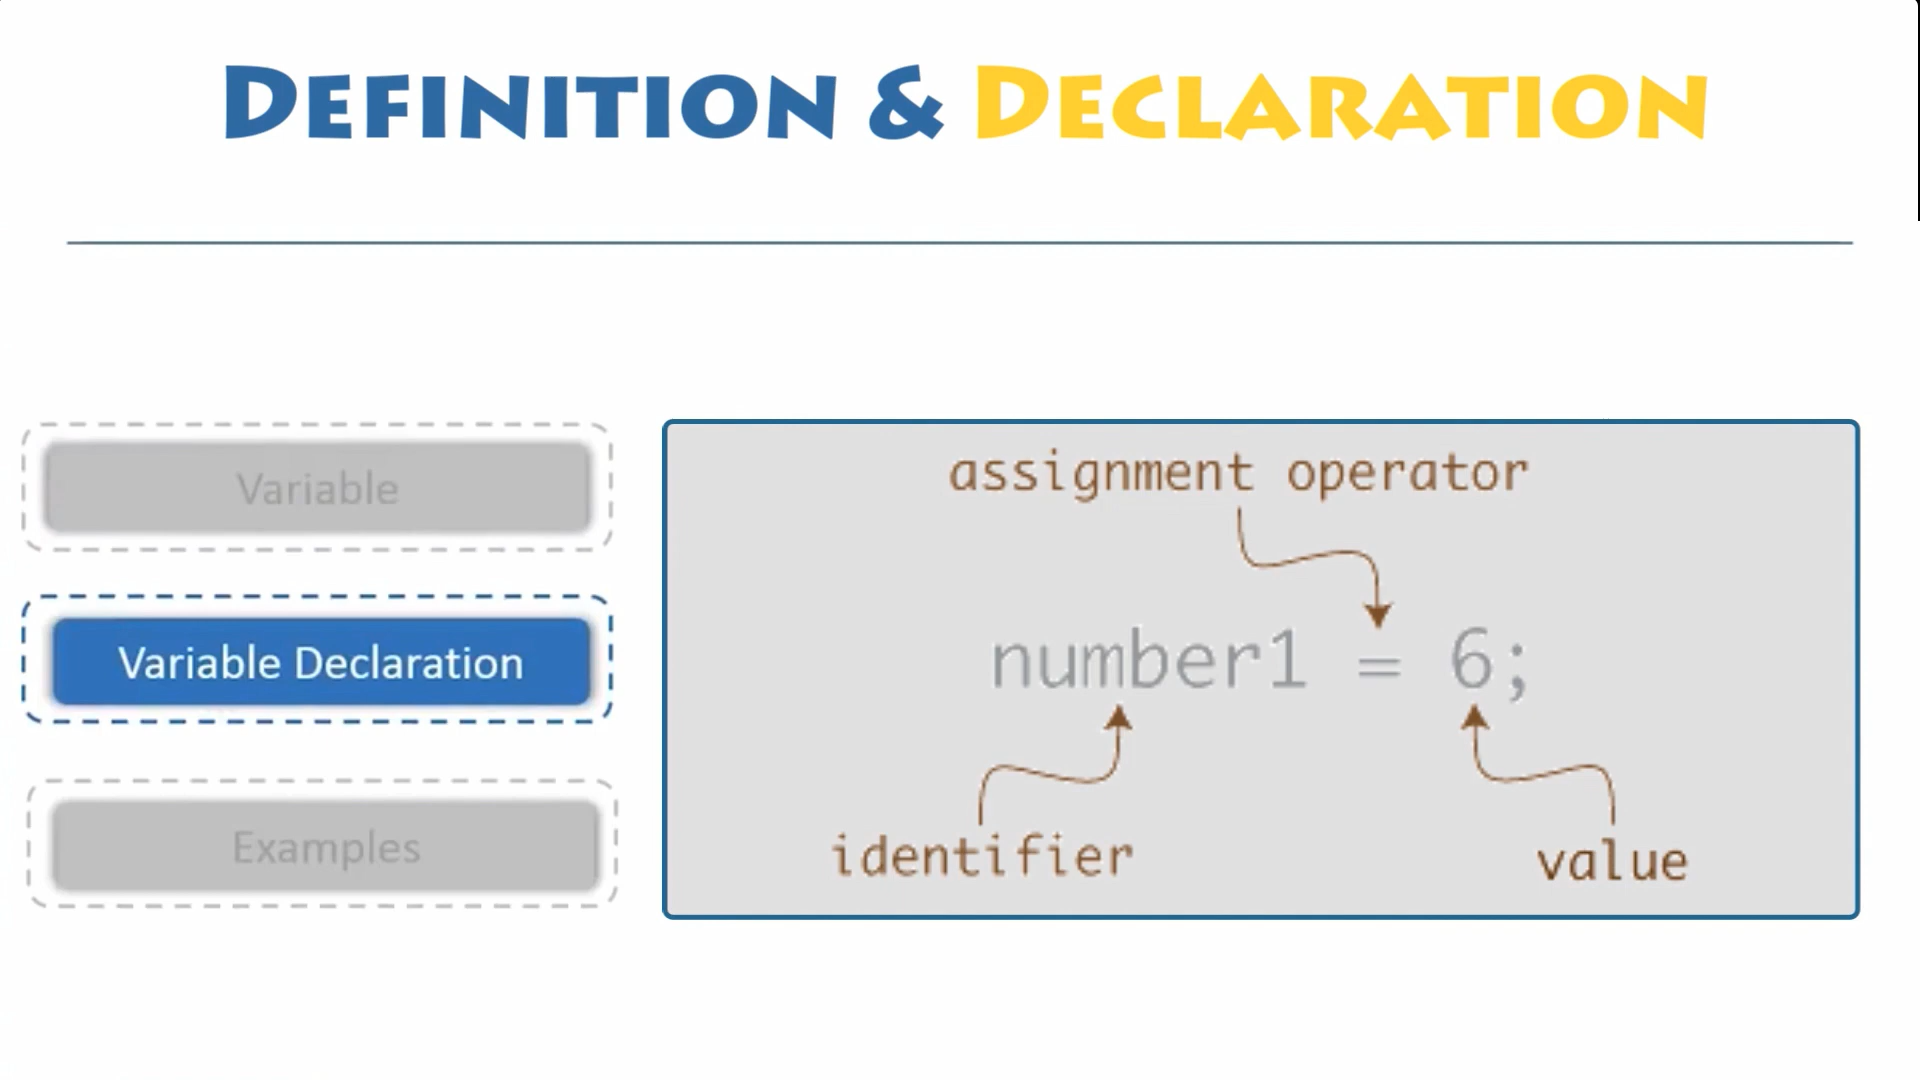 DEFINITION & DECLARATION
Variable
Variable Declaration
Examples
assignment operator
number1 = 6;
identifier
value